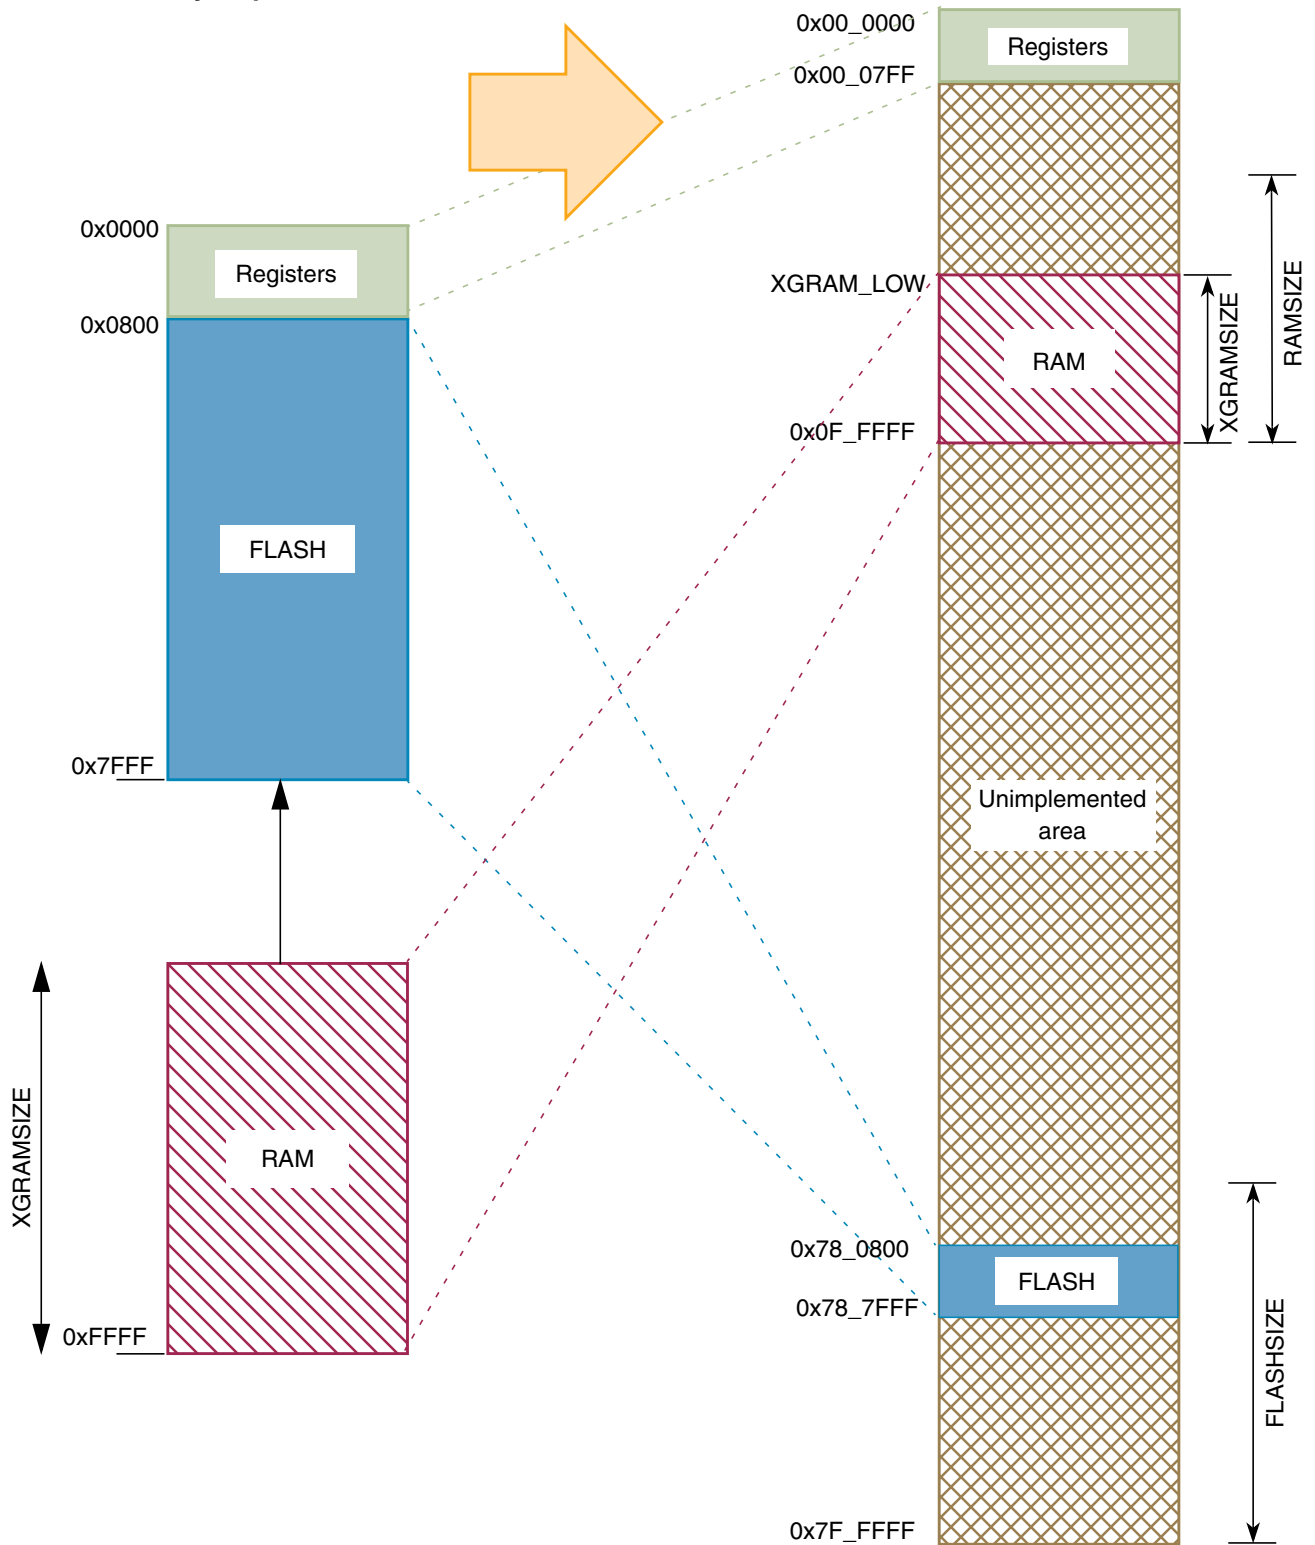 0x0000
Registers
0x0800
FLASH
0x7FFF
XGRAMSIZE
RAM
0xFFFF
0x00_0000
Registers
0x00_07FF
XGRAM_LOW
RAM
0x0F_FFFF
XGRAMSIZE
RAMSIZE
Unimplemented
area
0x78_0800
FLASH
0x78_7FFF
FLASHSIZE
0x7F_FFFF